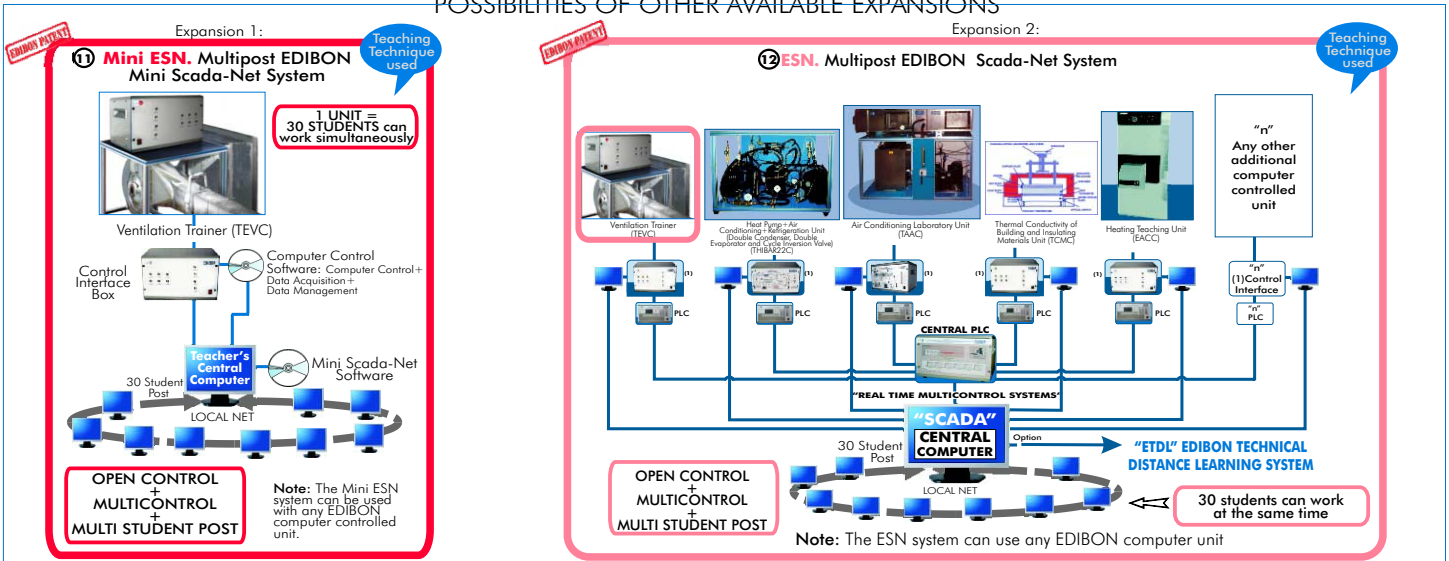 POSSIBILITIES OF OTHER AVAILABLE EXPANSIONS
Expansion 1:
EDIBON PATENT
Teaching
Technique
used
11 Mini ESN. Multipost EDIBON
Mini Scada-Net System
1 UNIT =
30 STUDENTS can
work simultaneously
Ventilation Trainer (TEVC)
Control
Interface
Box
Computer Control
Software: Computer Control+
Data Acquisition+
Data Management
Teacher's
Central
Computer
Mini Scada-Net
Software
30 Student
Post
LOCAL NET
OPEN CONTROL
+
MULTICONTROL
+
MULTI STUDENT POST
Note: The Mini ESN
system can be used
with any EDIBON
computer controlled
unit.
Expansion 2:
EDIBON PATENT
Teaching
Technique
used
12 ESN. Multipost EDIBON Scada-Net System
Ventilation Trainer
(TEVC)
Heat Pump+Air
Conditioning+Refrigeration Unit
(Double Condenser, Double
Evaporator and Cycle Inversion Valve)
(THIBAR22C)
Air Conditioning Laboratory Unit
(TAAC)
Thermal Conductivity of
Building and Insulating
Materials Unit (TCMC)
Heating Teaching Unit
(EACC)
"n"
Any other
additional
computer
controlled
unit
(1)
(1)
(1)
(1)
(1)
"n"
(1)Control
Interface
PLC
PLC
PLC
PLC
PLC
"n"
PLC
CENTRAL PLC
"REAL TIME MULTICONTROL SYSTEMS"
"SCADA"
CENTRAL
COMPUTER
Option
"ETDL" EDIBON TECHNICAL
DISTANCE LEARNING SYSTEM
30 Student
Post
LOCAL NET
OPEN CONTROL
+
MULTICONTROL
+
MULTI STUDENT POST
30 students can work
at the same time
Note: The ESN system can use any EDIBON computer unit